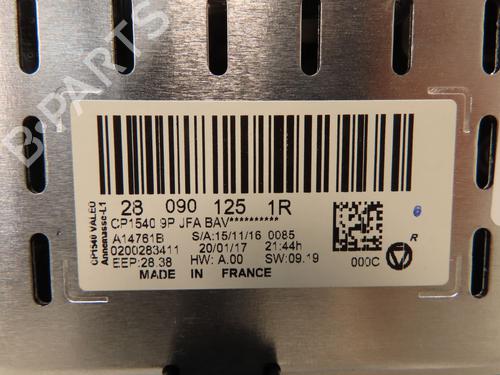 B-PARTS
CP1540 VALEO
Annemasse-L1
28 090 125 1R
CP1540 9P JFA BAV**********
A14761B S/A:15/11/16 0085
0200283411 20/01/17 21:44h
EEP:28.38 HW: A.00 SW:09.19
MADE IN FRANCE
6
R
000C